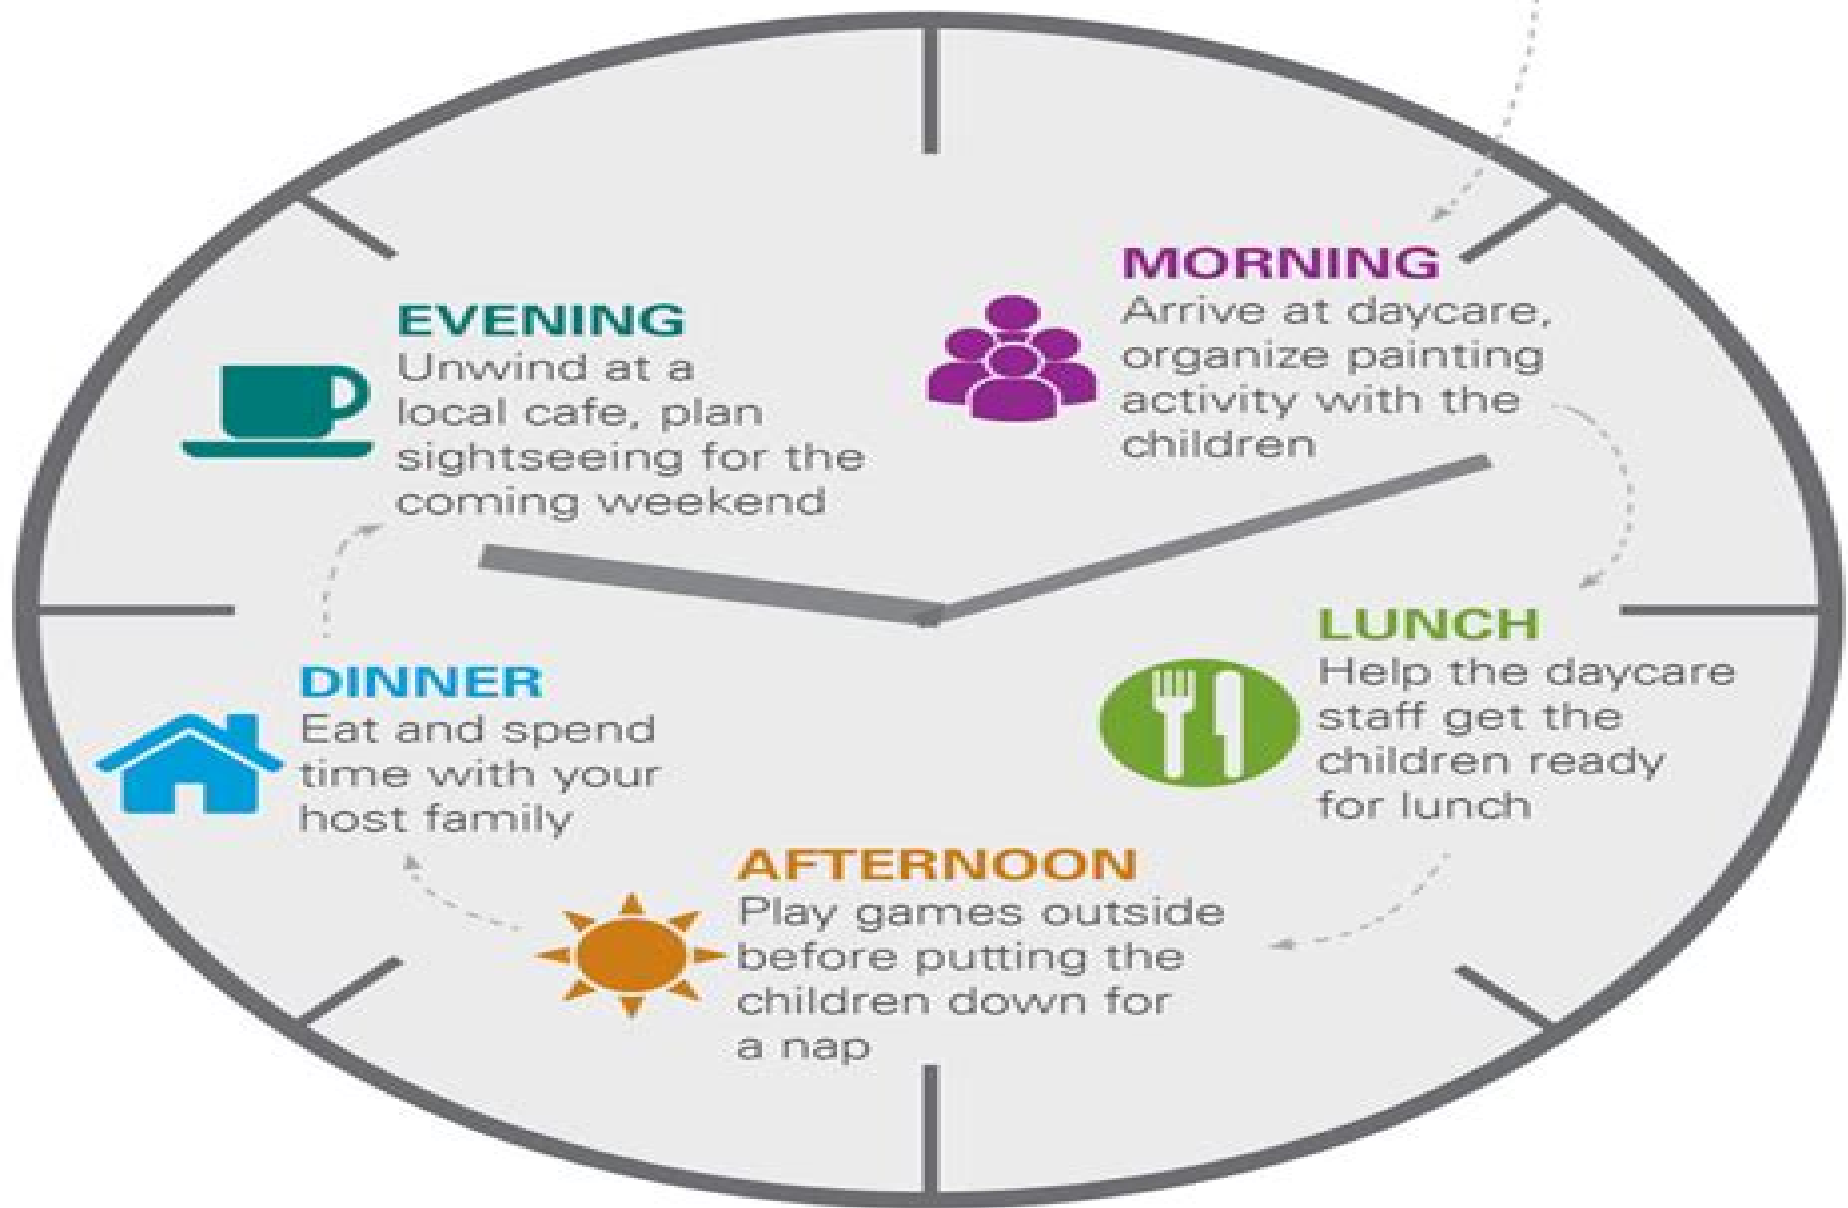 MORNING
Arrive at daycare,
organize painting
activity with the
children
LUNCH
Help the daycare
staff get the
children ready
for lunch
AFTERNOON
Play games outside
before putting the
children down for
a nap
DINNER
Eat and spend
time with your
host family
EVENING
Unwind at a
local cafe, plan
sightseeing for the
coming weekend